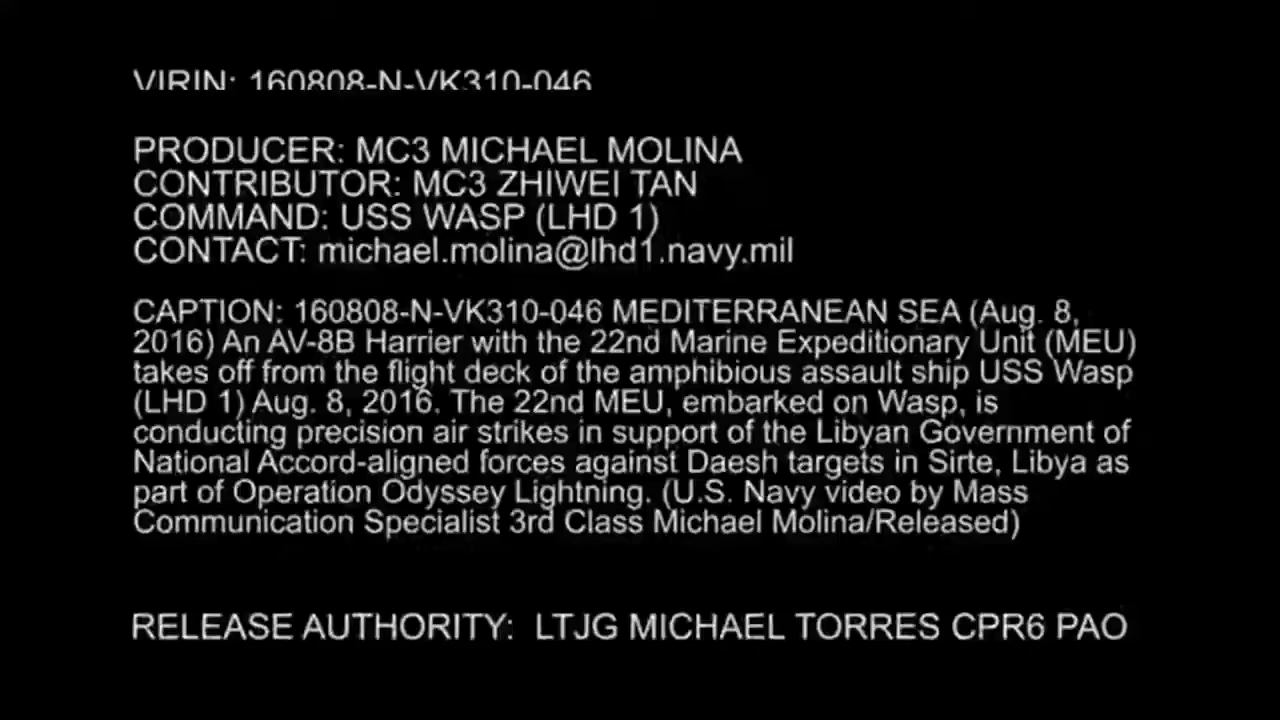 VIRIN: 160808-N-VK310-046
PRODUCER: MC3 MICHAEL MOLINA
CONTRIBUTOR: MC3 ZHIWEI TAN
COMMAND: USS WASP (LHD 1)
CONTACT: michael.molina@lhd1.navy.mil
CAPTION: 160808-N-VK310-046 MEDITERRANEAN SEA (Aug. 8,
2016) An AV-8B Harrier with the 22nd Marine Expeditionary Unit (MEU)
takes off from the flight deck of the amphibious assault ship USS Wasp
(LHD 1) Aug. 8, 2016. The 22nd MEU, embarked on Wasp, is
conducting precision air strikes in support of the Libyan Government of
National Accord-aligned forces against Daesh targets in Sirte, Libya as
part of Operation Odyssey Lightning. (U.S. Navy video by Mass
Communication Specialist 3rd Class Michael Molina/Released)
RELEASE AUTHORITY:  LTJG MICHAEL TORRES CPR6 PAO